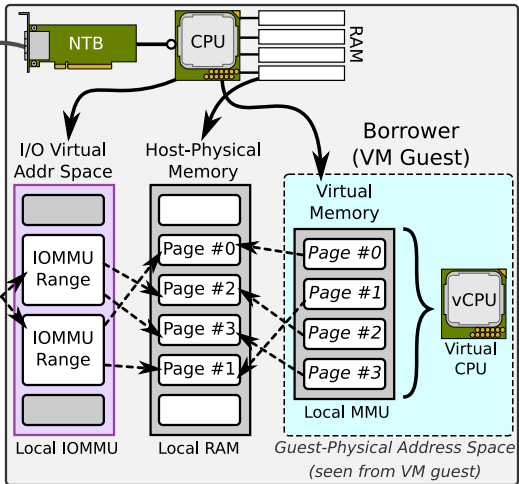 NTB
CPU
RAM
Borrower
(VM Guest)
I/O Virtual
Addr Space
Host-Physical
Memory
Virtual
Memory
IOMMU
Range
IOMMU
Range
Page #0
Page #2
Page #3
Page #1
Page #0
Page #1
Page #2
Page #3
vCPU
Virtual
CPU
Local IOMMU
Local RAM
Local MMU
Guest-Physical Address Space
(seen from VM guest)